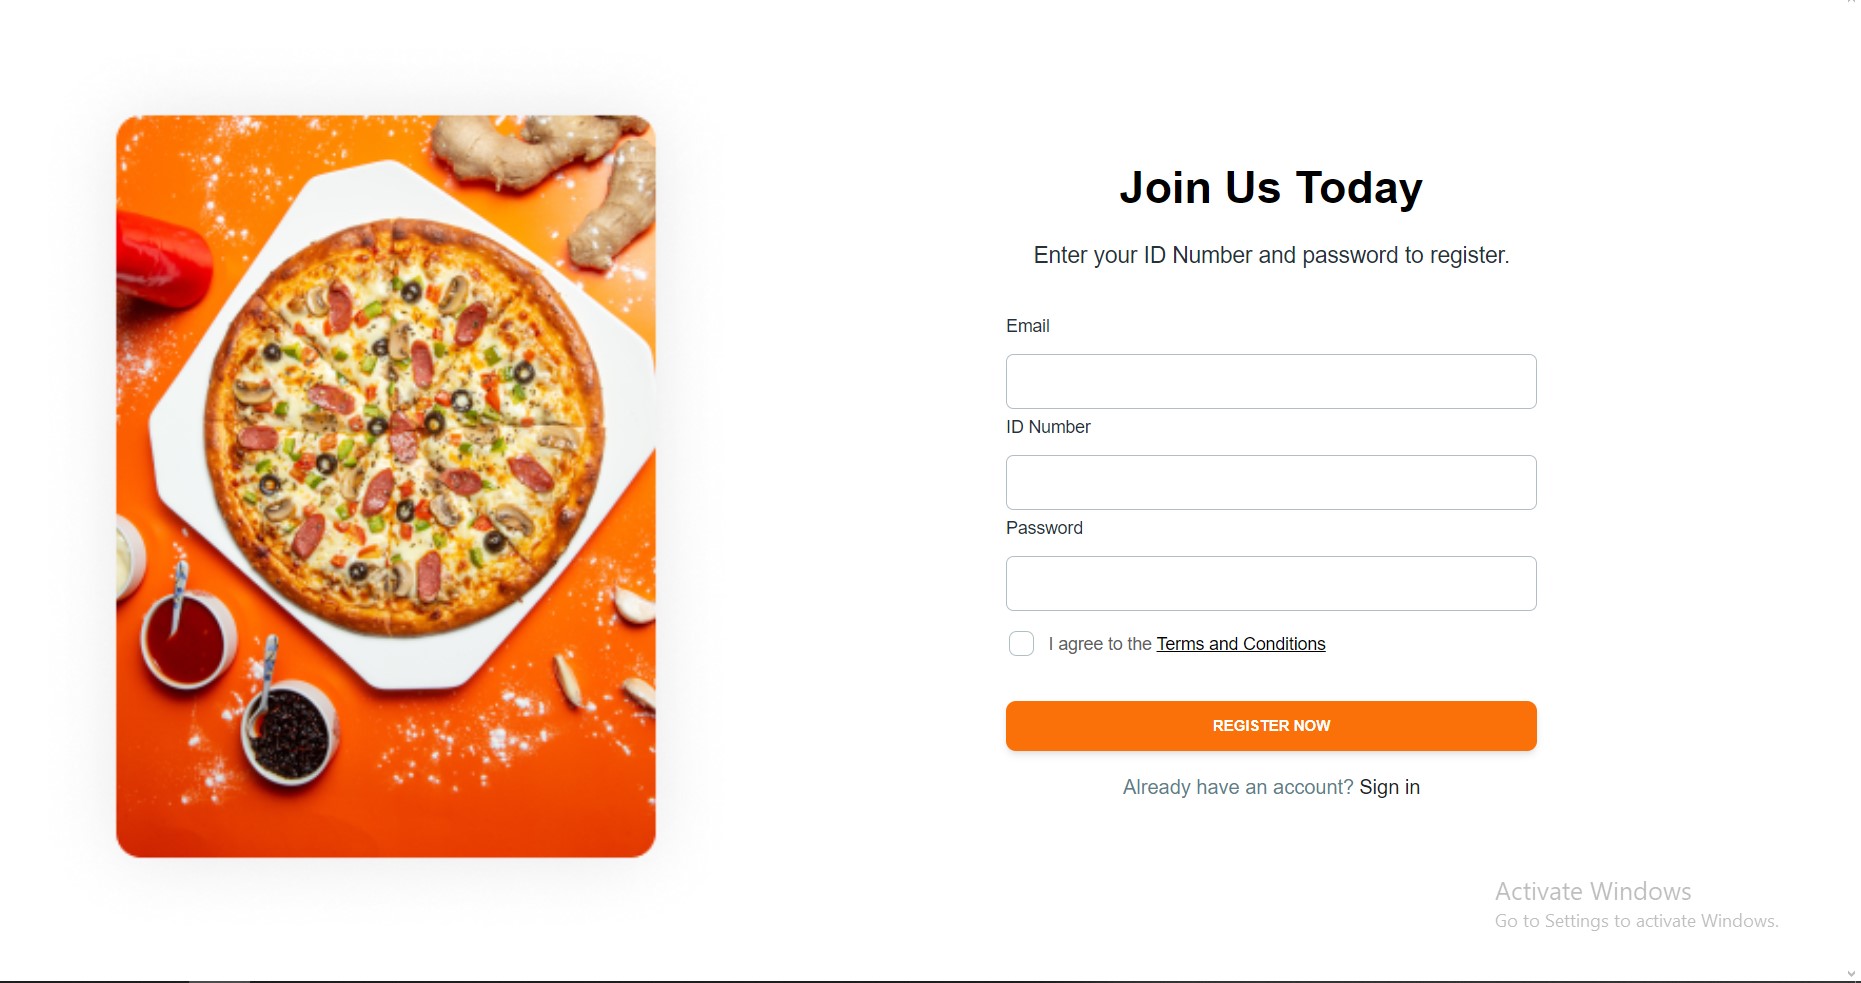 Join Us Today
Enter your ID Number and password to register.
Email
ID Number
Password
I agree to the Terms and Conditions
REGISTER NOW
Already have an account? Sign in
Activate Windows
Go to Settings to activate Windows.